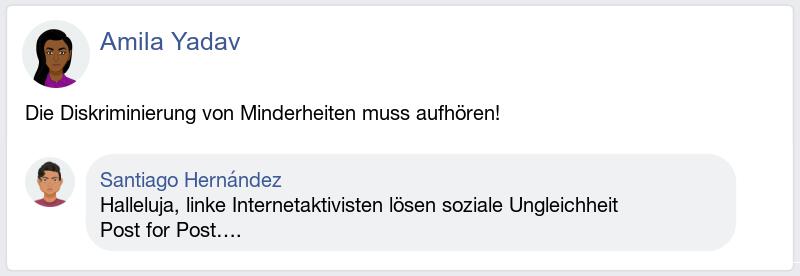 Amila Yadav
Die Diskriminierung von Minderheiten muss aufhören!
Santiago Hernández
Halleluja, linke Internetaktivisten lösen soziale Ungleichheit
Post for Post....